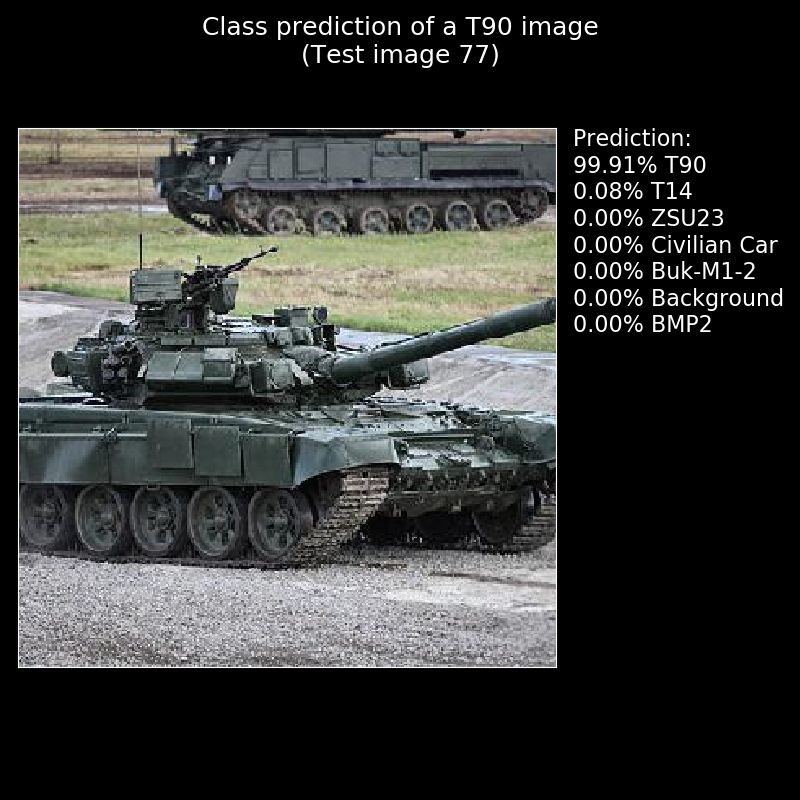 Class prediction of a T90 image
(Test image 77)
Prediction:
99.91% T90
0.08% T14
0.00% ZSU23
0.00% Civilian Car
0.00% Buk-M1-2
0.00% Background
0.00% BMP2